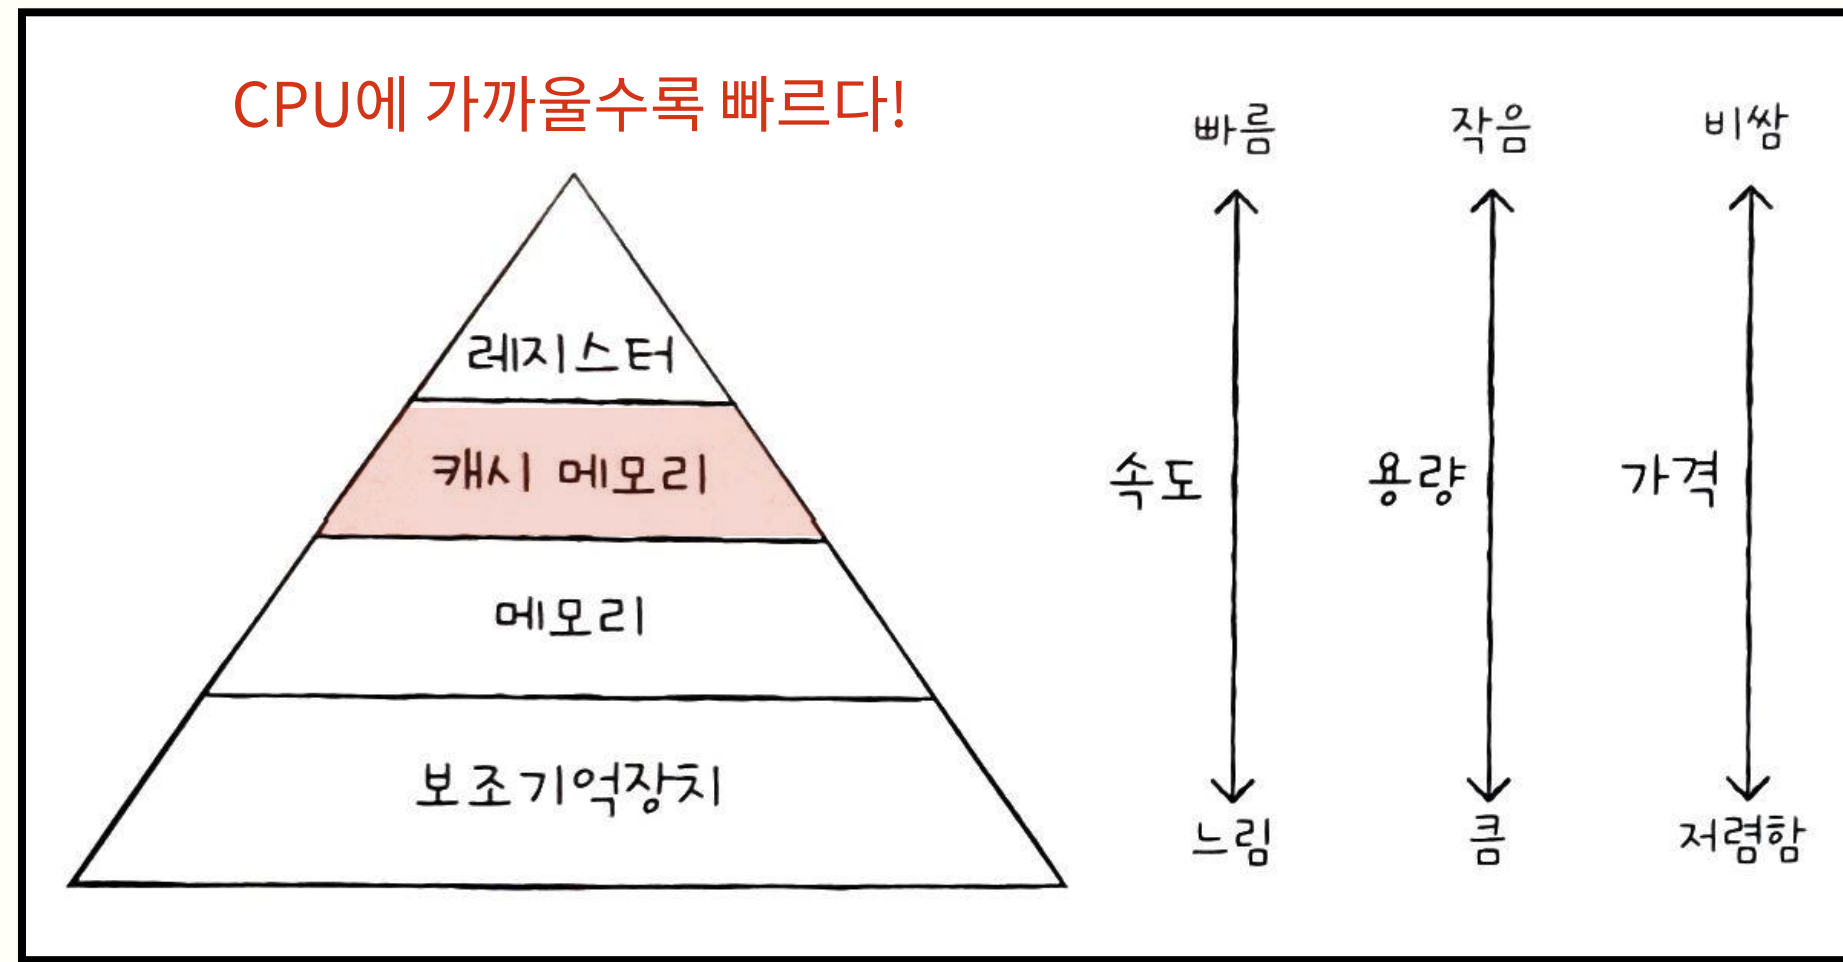 CPU에 가까울수록 빠르다!
레지스터
캐시 메모리
메모리
보조기억장치
빠름
속도
느림
작음
용량
큼
비쌈
가격
저렴함